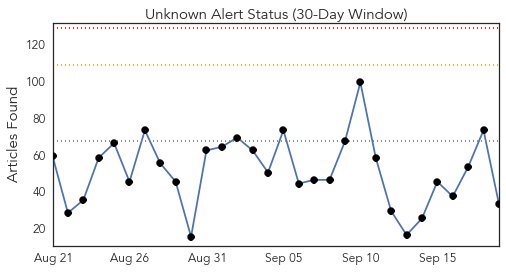 Unknown Alert Status (30-Day Window)
Articles Found
120
100
80
60
40
20
Aug 21 Aug 26 Aug 31 Sep 05 Sep 10 Sep 15